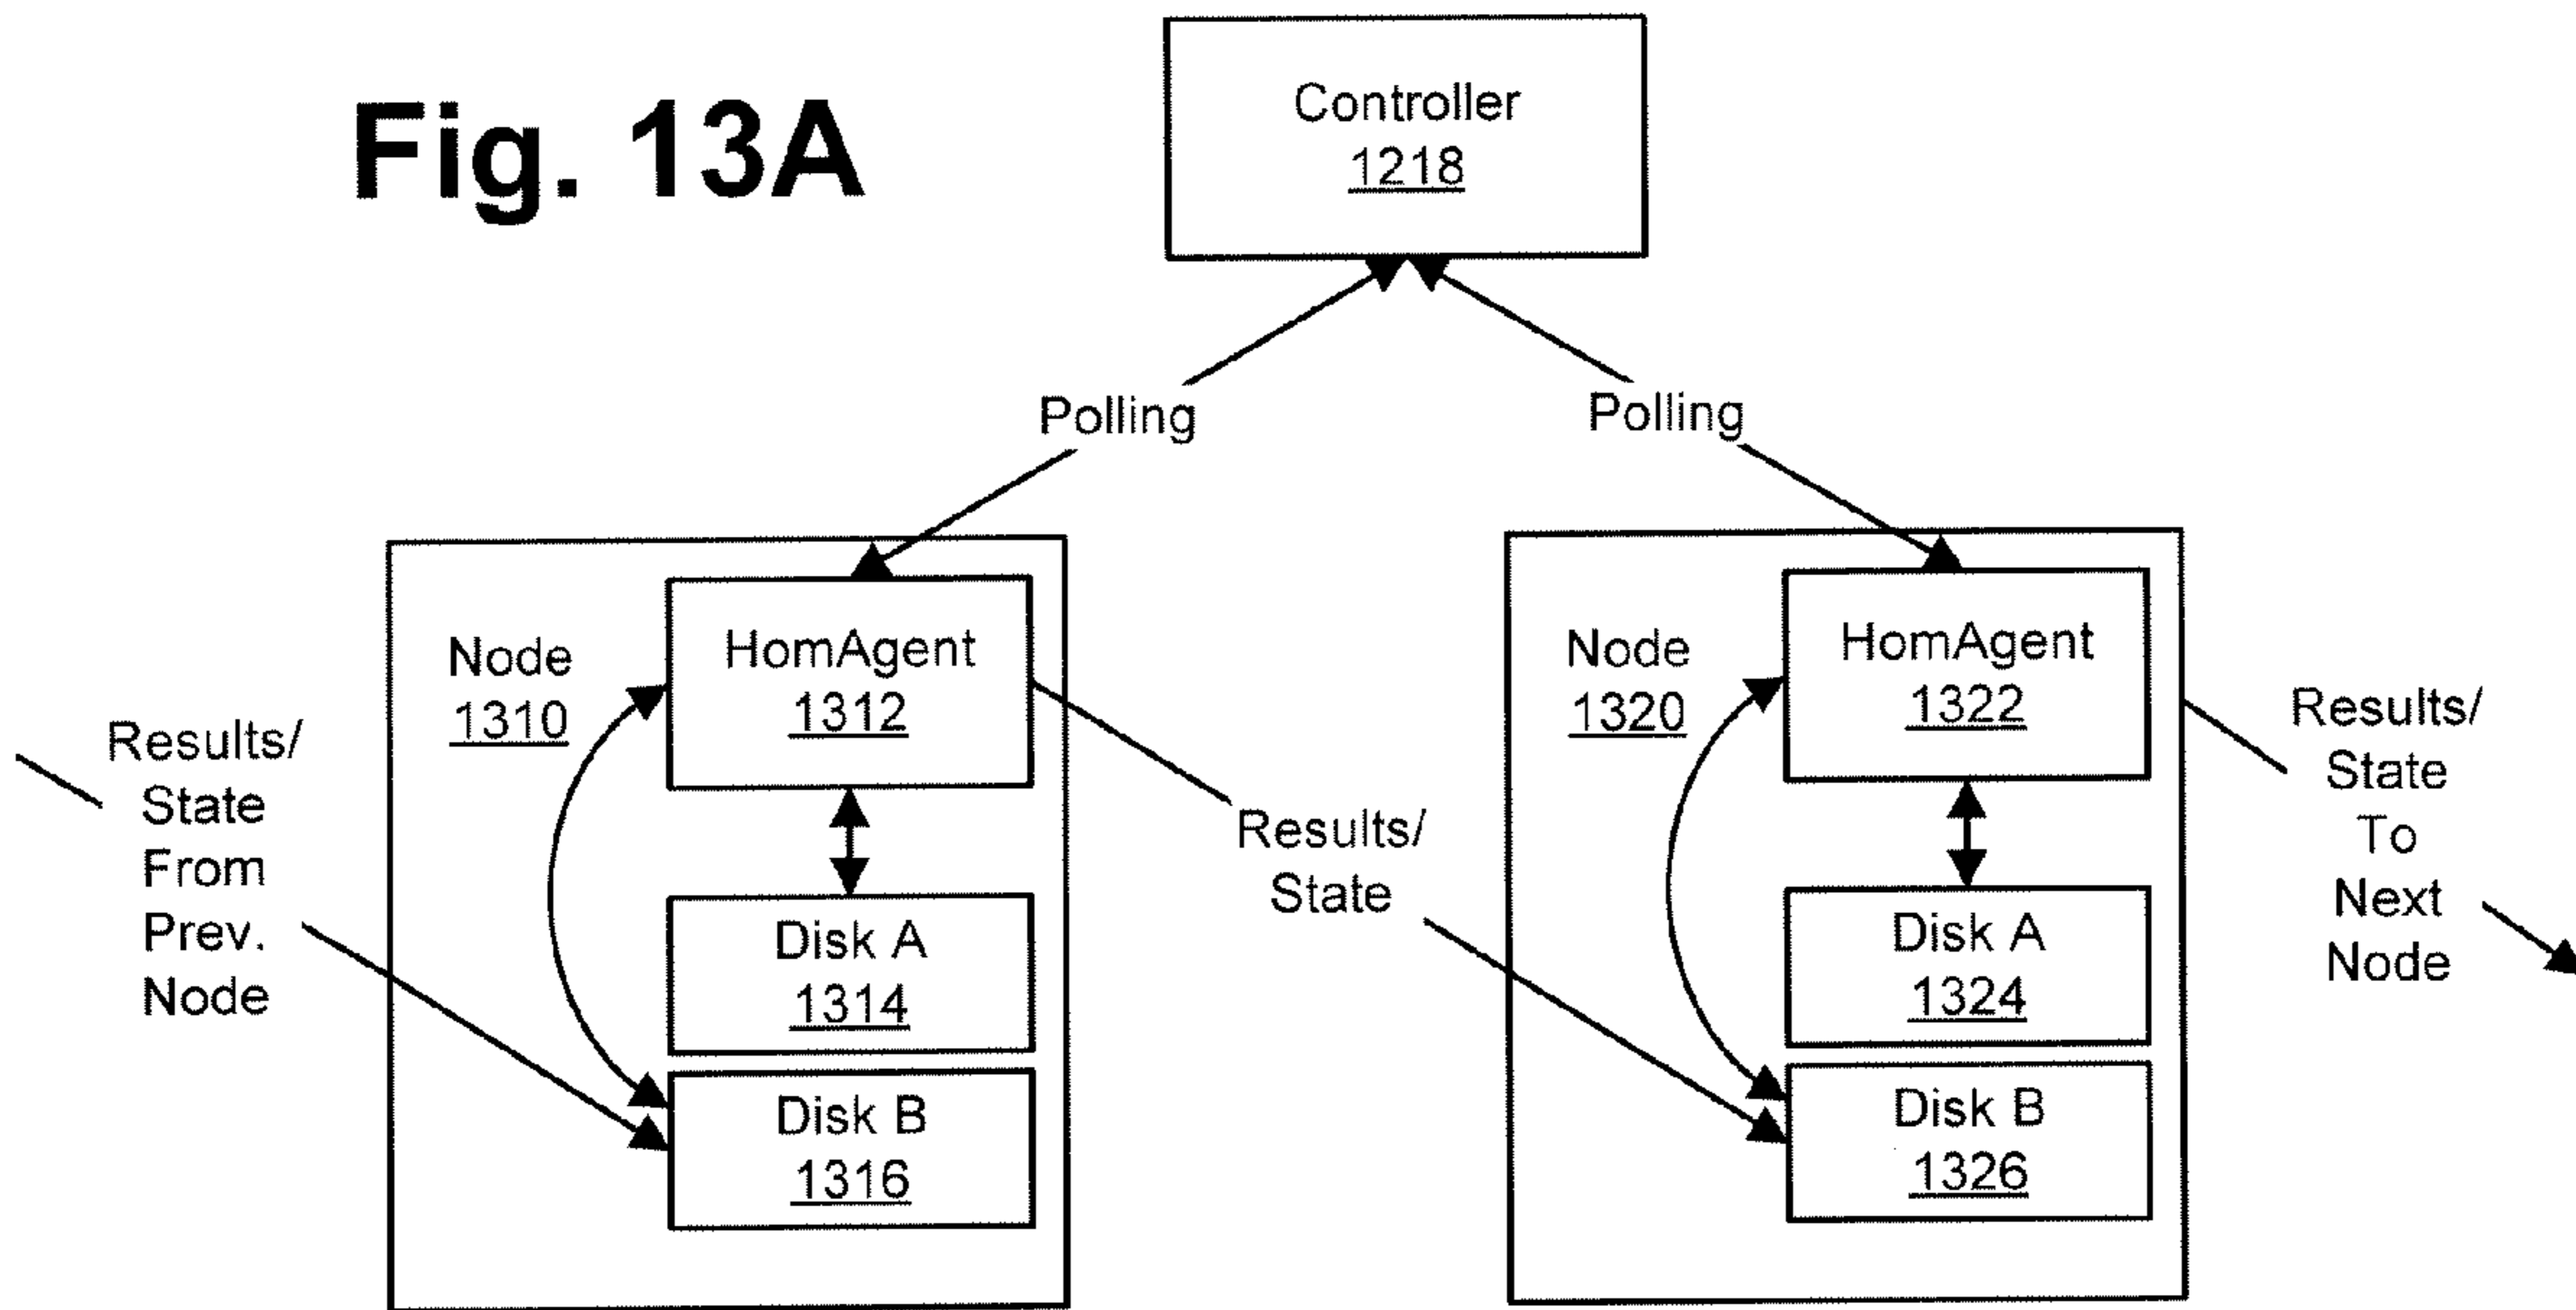 Fig. 13A
Controller
1218
Polling
Polling
Node
1310
HomAgent
1312
Disk A
1314
Disk B
1316
Results/
State
From
Prev.
Node
Results/
State
Node
1320
HomAgent
1322
Disk A
1324
Disk B
1326
Results/
State
To
Next
Node